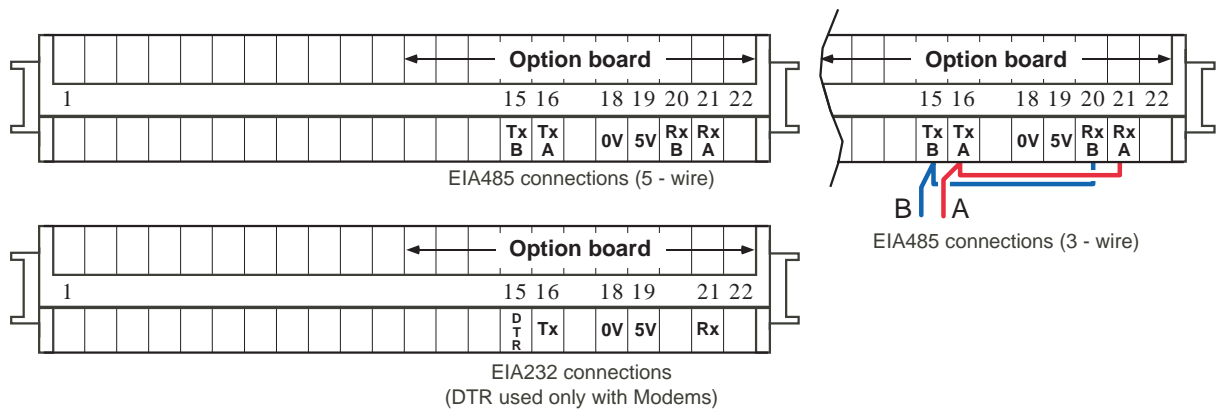 Option board
1 15 16 18 19 20 21 22
Tx B Tx A 0V 5V Rx B Rx A
EIA485 connections (5 - wire)
Option board
15 16 18 19 20 21 22
Tx B Tx A 0V 5V Rx B Rx A
B A
EIA485 connections (3 - wire)
Option board
1 15 16 18 19 21 22
DTR Tx 0V 5V Rx
EIA232 connections
(DTR used only with Modems)